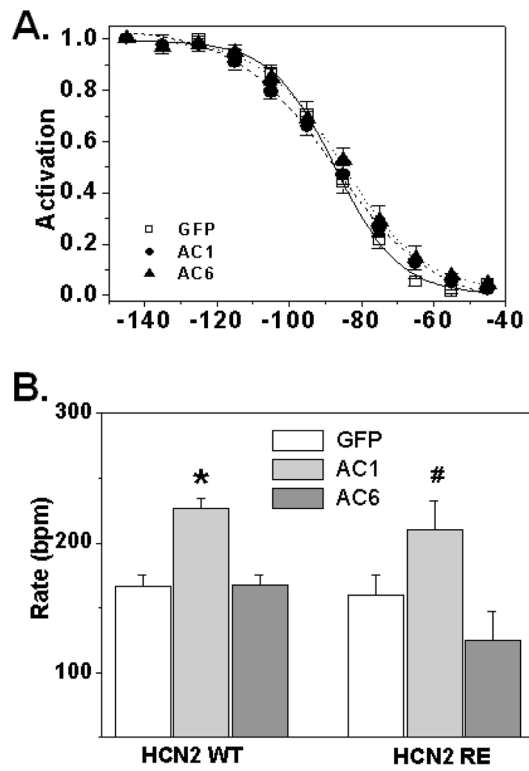 A.
1.0
0.8
0.6
0.4
0.2
0.0
Activation
GFP
AC1
AC6
-140 -120 -100 -80 -60 -40
B.
300
200
100
Rate (bpm)
GFP
AC1
AC6
*
#
HCN2 WT HCN2 RE